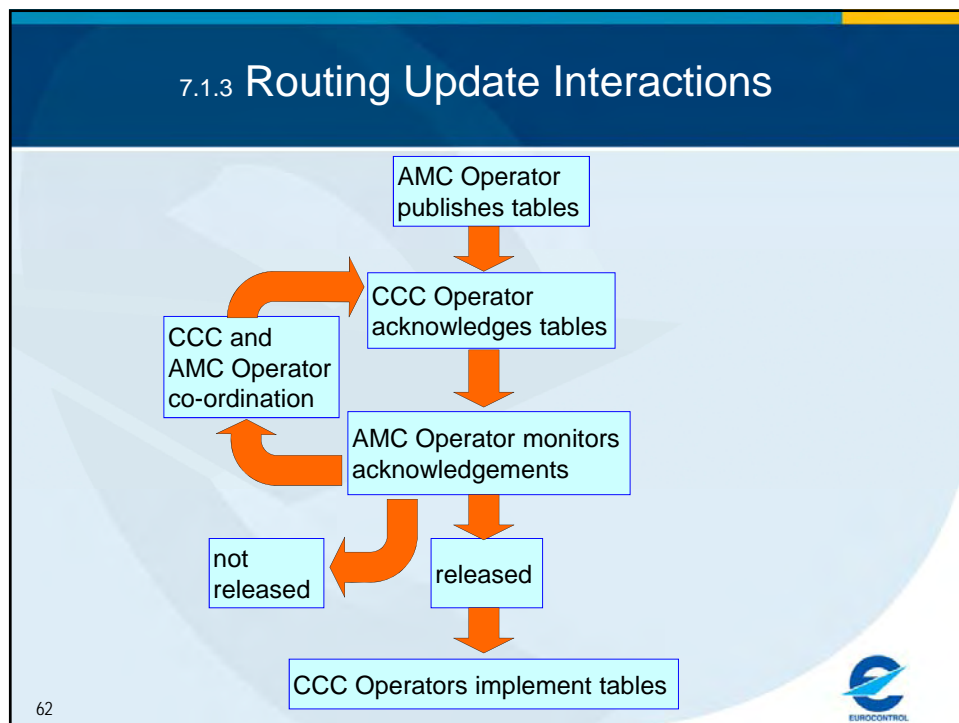 7.1.3 Routing Update Interactions
AMC Operator
publishes tables
CCC Operator
acknowledges tables
CCC and
AMC Operator
co-ordination
AMC Operator monitors
acknowledgements
not
released
released
CCC Operators implement tables
62
EUROCONTROL